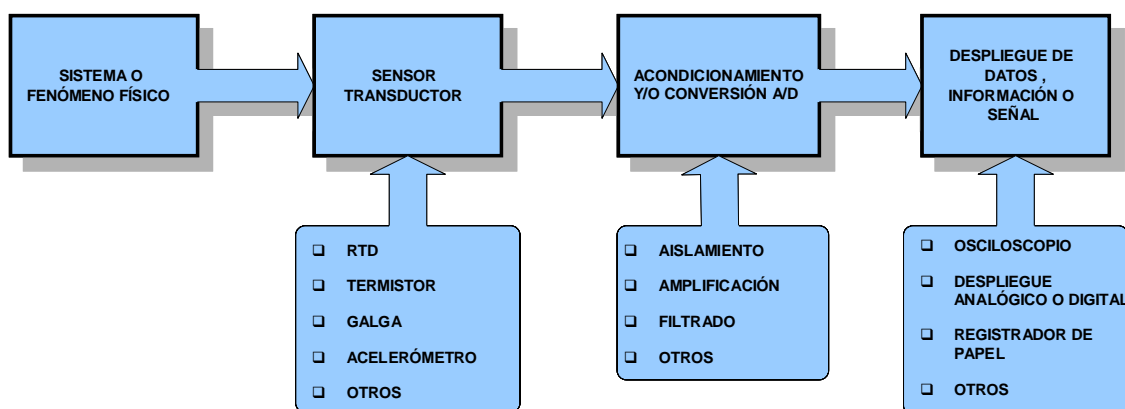 SISTEMA O
FENÓMENO FÍSICO
SENSOR
TRANSDUCTOR
ACONDICIONAMIENTO
Y/O CONVERSIÓN A/D
DESPLIEGUE DE
DATOS ,
INFORMACIÓN O
SEÑAL
❑ RTD
❑ TERMISTOR
❑ GALGA
❑ ACELERÓMETRO
❑ OTROS
❑ AISLAMIENTO
❑ AMPLIFICACIÓN
❑ FILTRADO
❑ OTROS
❑ OSCILOSCOPIO
❑ DESPLIEGUE
ANALÓGICO O DIGITAL
❑ REGISTRADOR DE
PAPEL
❑ OTROS